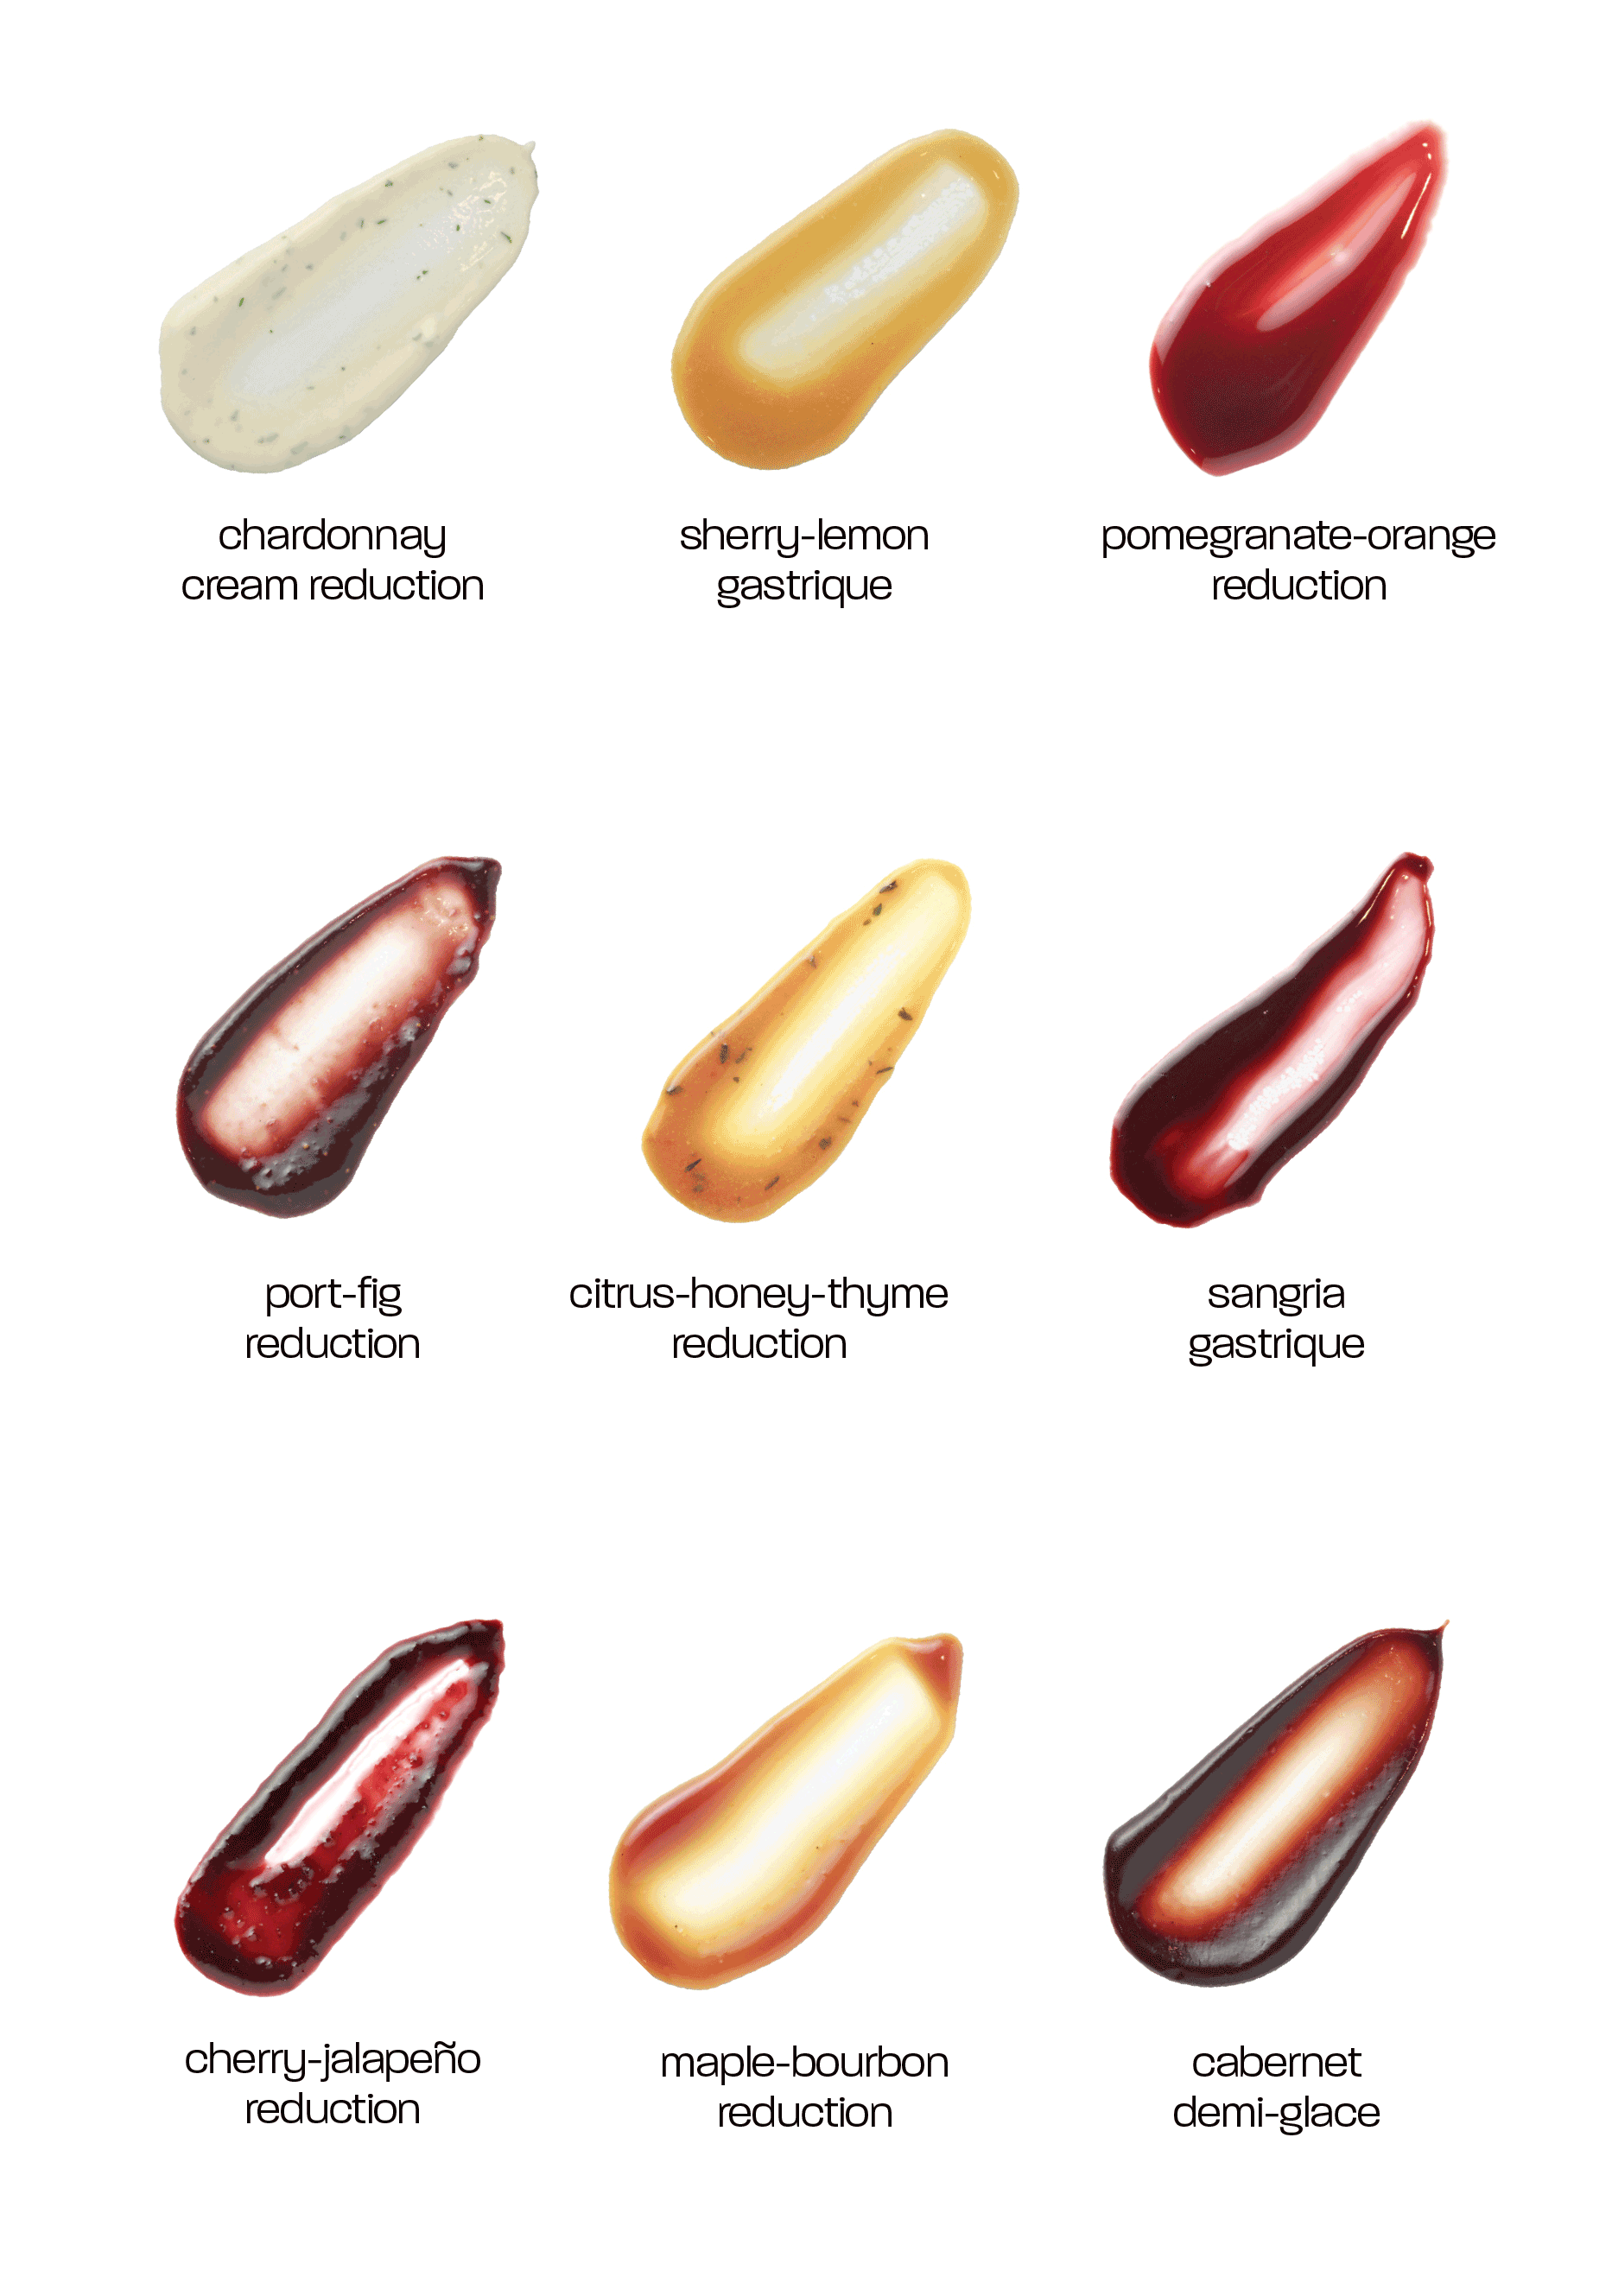 chardonnay
cream reduction
sherry-lemon
gastrique
pomegranate-orange
reduction
port-fig
reduction
citrus-honey-thyme
reduction
sangria
gastrique
cherry-jalapeño
reduction
maple-bourbon
reduction
cabernet
demi-glace